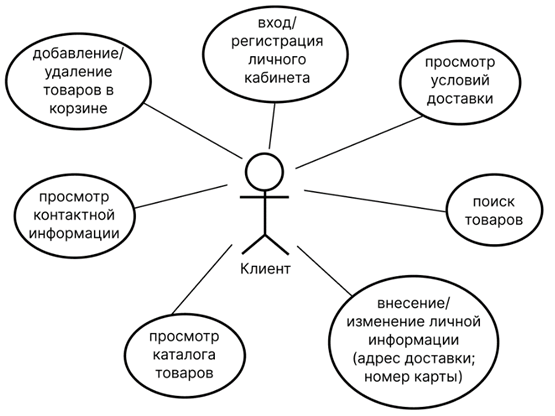 вход/
регистрация
личного
кабинета
добавление/
удаление
товаров в
корзине
просмотр
условий
доставки
просмотр
контактной
информации
поиск
товаров
Клиент
просмотр
каталога
товаров
внесение/
изменение личной
информации
(адрес доставки;
номер карты)